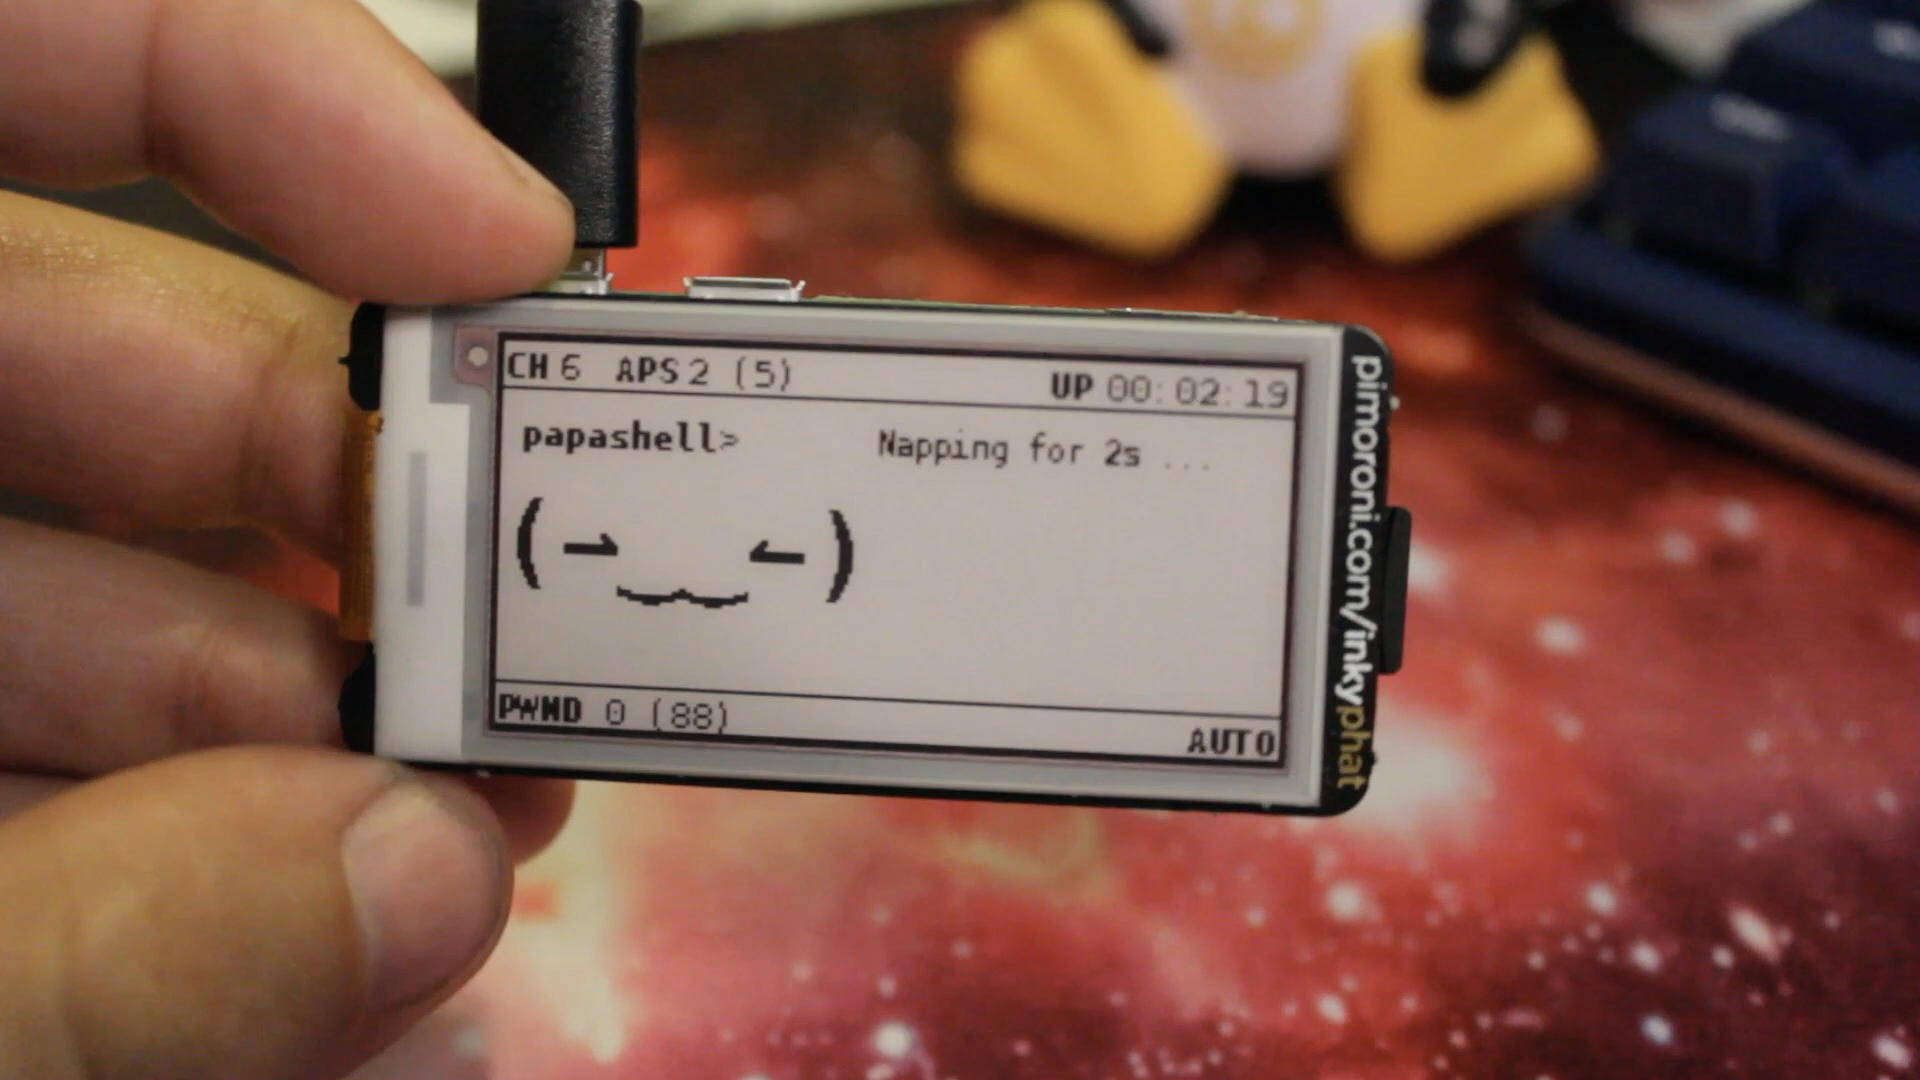 CH 6 APS 2 (5) UP 00:02:19
papashell> Napping for 2s ...
(⇀‿‿↼)
PWND 0 (88) AUTO
pimoroni.com/inkyphat